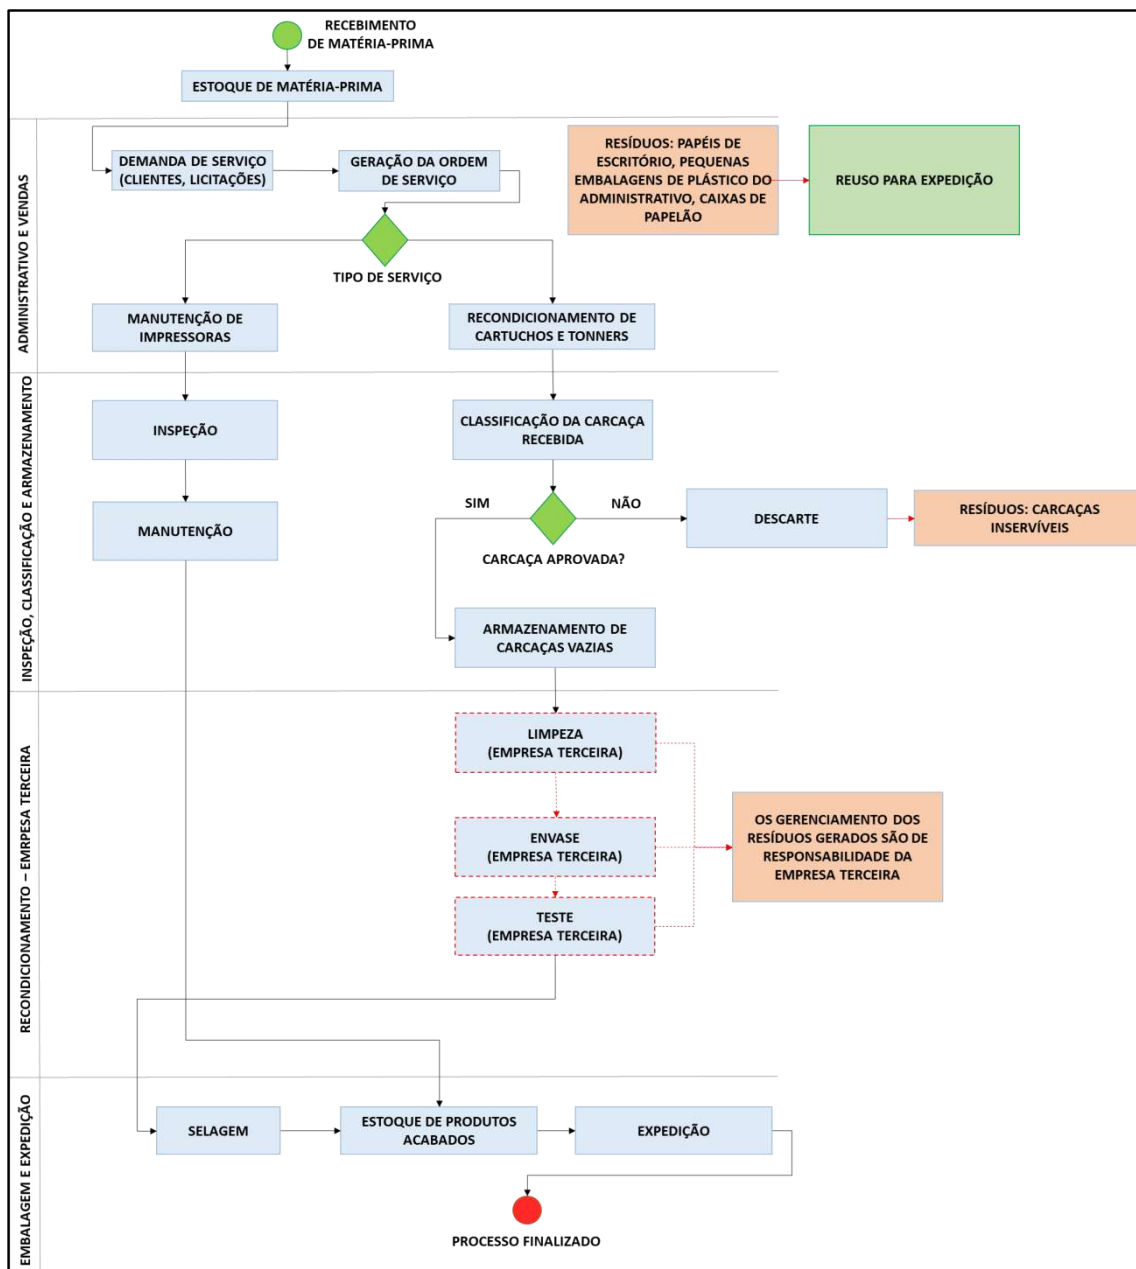 RECEBIMENTO
DE MATÉRIA-PRIMA
ESTOQUE DE MATÉRIA-PRIMA
ADMINISTRATIVO E VENDAS
DEMANDA DE SERVIÇO
(CLIENTES, LICITAÇÕES)
GERAÇÃO DA ORDEM
DE SERVIÇO
RESÍDUOS: PAPÉIS DE
ESCRITÓRIO, PEQUENAS
EMBALAGENS DE PLÁSTICO DO
ADMINISTRATIVO, CAIXAS DE
PAPELÃO
REUSO PARA EXPEDIÇÃO
TIPO DE SERVIÇO
MANUTENÇÃO DE
IMPRESSORAS
RECONDICIONAMENTO DE
CARTUCHOS E TONNERS
INSPEÇÃO, CLASSIFICAÇÃO E ARMAZENAMENTO
INSPEÇÃO
CLASSIFICAÇÃO DA CARCAÇA
RECEBIDA
MANUTENÇÃO
SIM
NÃO
CARCAÇA APROVADA?
DESCARTE
RESÍDUOS: CARCAÇAS
INSERVÍVEIS
ARMAZENAMENTO DE
CARCAÇAS VAZIAS
RECONDICIONAMENTO – EMRPESA TERCEIRA
LIMPEZA
(EMPRESA TERCEIRA)
ENVASE
(EMPRESA TERCEIRA)
TESTE
(EMPRESA TERCEIRA)
OS GERENCIAMENTO DOS
RESÍDUOS GERADOS SÃO DE
RESPONSABILIDADE DA
EMPRESA TERCEIRA
EMBALAGEM E EXPEDIÇÃO
SELAGEM
ESTOQUE DE PRODUTOS
ACABADOS
EXPEDIÇÃO
PROCESSO FINALIZADO